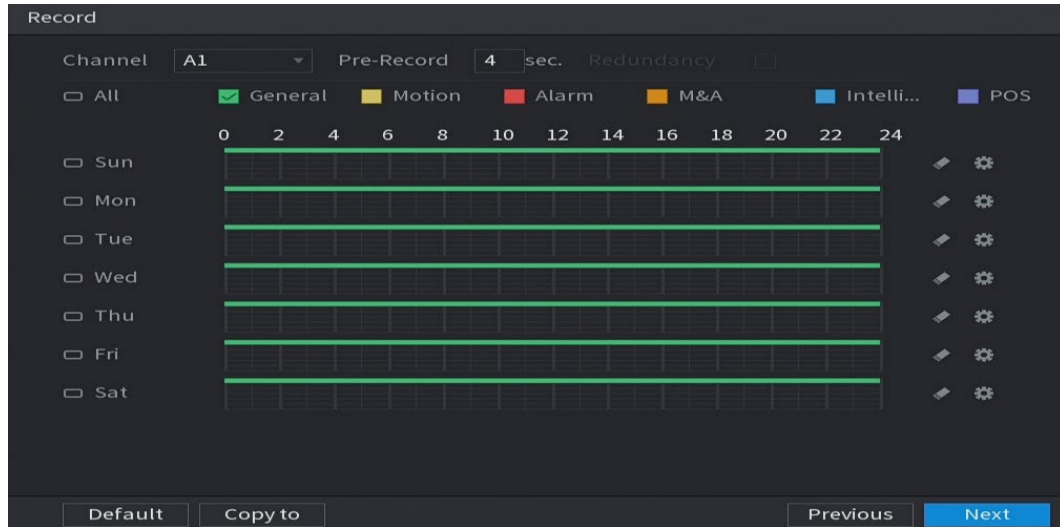 Record
Channel A1 Pre-Record 4 sec. Redundancy
All General Motion Alarm M&A Intelli... POS
0 2 4 6 8 10 12 14 16 18 20 22 24
Sun
Mon
Tue
Wed
Thu
Fri
Sat
Default Copy to Previous Next